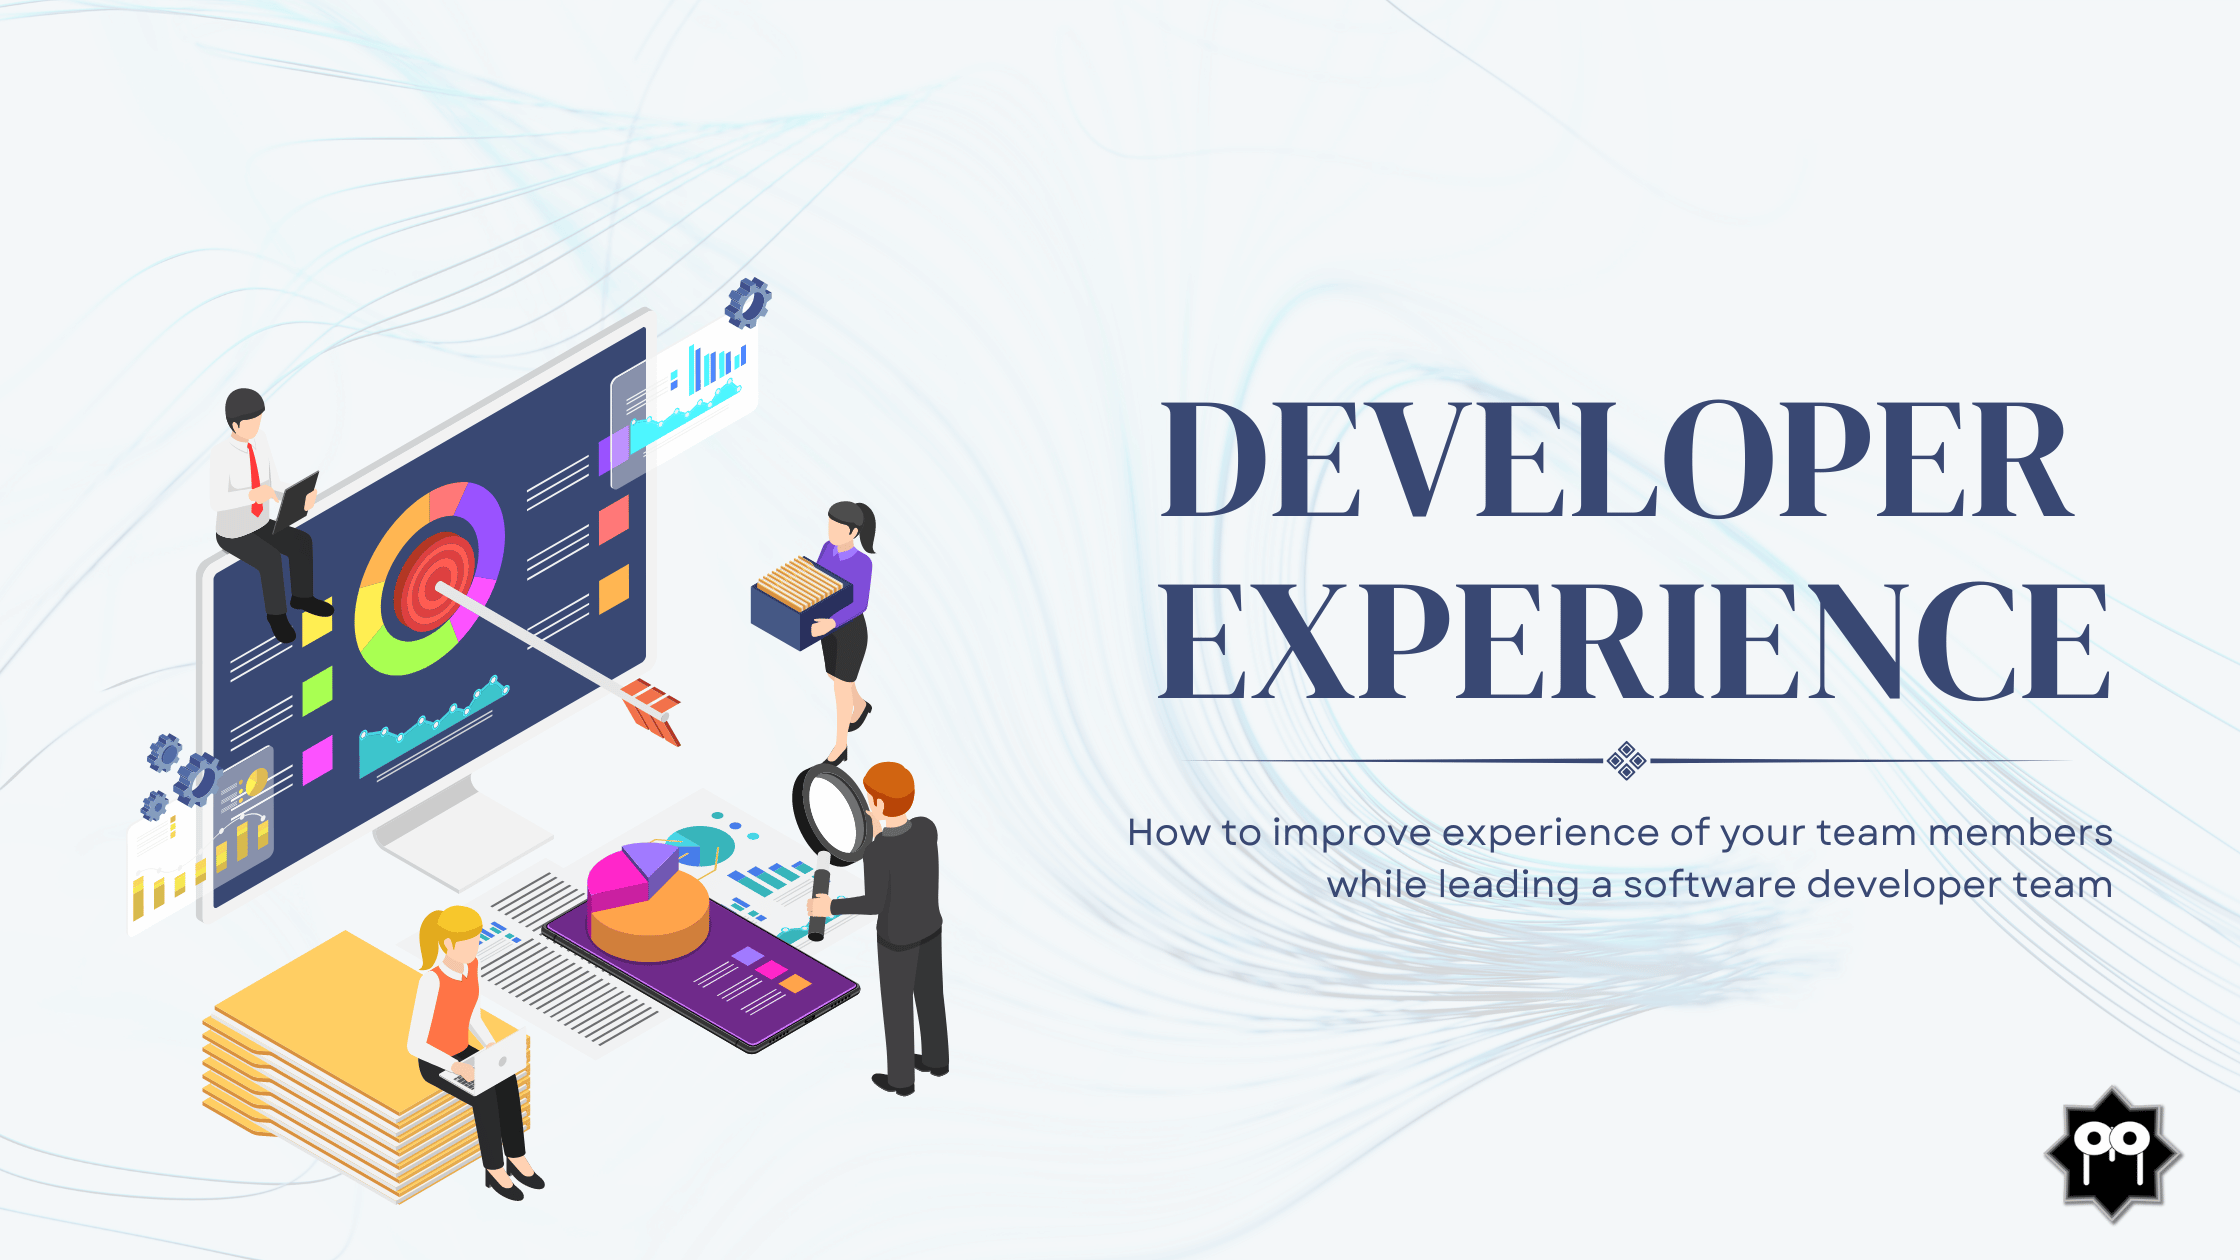 DEVELOPER
EXPERIENCE
How to improve experience of your team members
while leading a software developer team